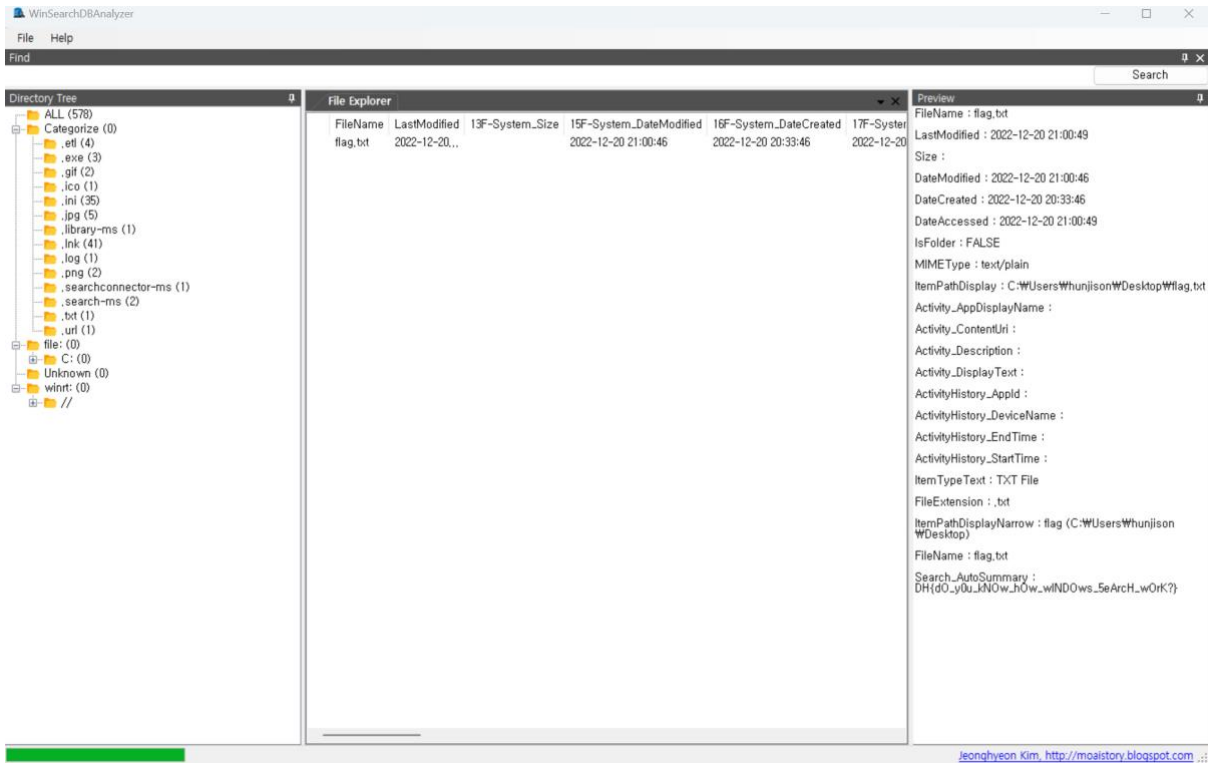 WinSearchDBAnalyzer
File Help
Find
Search
Directory Tree
ALL (578)
Categorize (0)
.etl (4)
.exe (3)
.gif (2)
.ico (1)
.ini (35)
.jpg (5)
.library-ms (1)
.lnk (41)
.log (1)
.png (2)
.searchconnector-ms (1)
.search-ms (2)
.txt (1)
.url (1)
file: (0)
C: (0)
Unknown (0)
winrt: (0)
//
File Explorer
FileName LastModified 13F-System_Size 15F-System_DateModified 16F-System_DateCreated 17F-System
flag.txt 2022-12-20... 2022-12-20 21:00:46 2022-12-20 20:33:46 2022-12-20
Preview
FileName : flag.txt
LastModified : 2022-12-20 21:00:49
Size :
DateModified : 2022-12-20 21:00:46
DateCreated : 2022-12-20 20:33:46
DateAccessed : 2022-12-20 21:00:49
IsFolder : FALSE
MIMEType : text/plain
ItemPathDisplay : C:₩Users₩hunjison₩Desktop₩flag.txt
Activity_AppDisplayName :
Activity_ContentUri :
Activity_Description :
Activity_DisplayText :
ActivityHistory_AppId :
ActivityHistory_DeviceName :
ActivityHistory_EndTime :
ActivityHistory_StartTime :
ItemTypeText : TXT File
FileExtension : .txt
ItemPathDisplayNarrow : flag (C:₩Users₩hunjison
₩Desktop)
FileName : flag.txt
Search_AutoSummary :
DH{dO_y0u_kNOw_hOw_wINDOws_5eArcH_wOrK?}
Jeonghyeon Kim, http://moaistory.blogspot.com